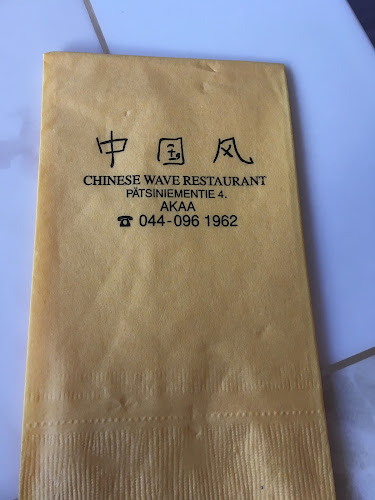 中国风
CHINESE WAVE RESTAURANT
PÄTSINIEMENTIE 4.
AKAA
☎ 044-096 1962